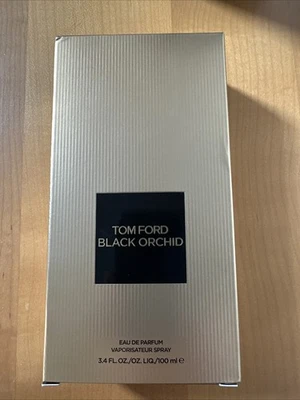 TOM FORD
BLACK ORCHID
EAU DE PARFUM
VAPORISATEUR SPRAY
3.4 FL.OZ./OZ. LIQ./100 ml ℮